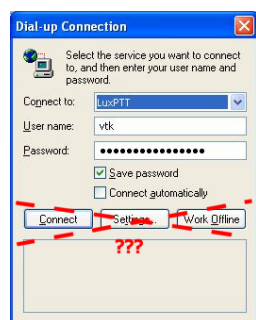 Dial-up Connection
Select the service you want to connect
to, and then enter your user name and
password.
Connect to: LuxPTT
User name: vtk
Password: ●●●●●●●●●●●●●●●●
Save password
Connect automatically
Connect Settings... Work Offline
???